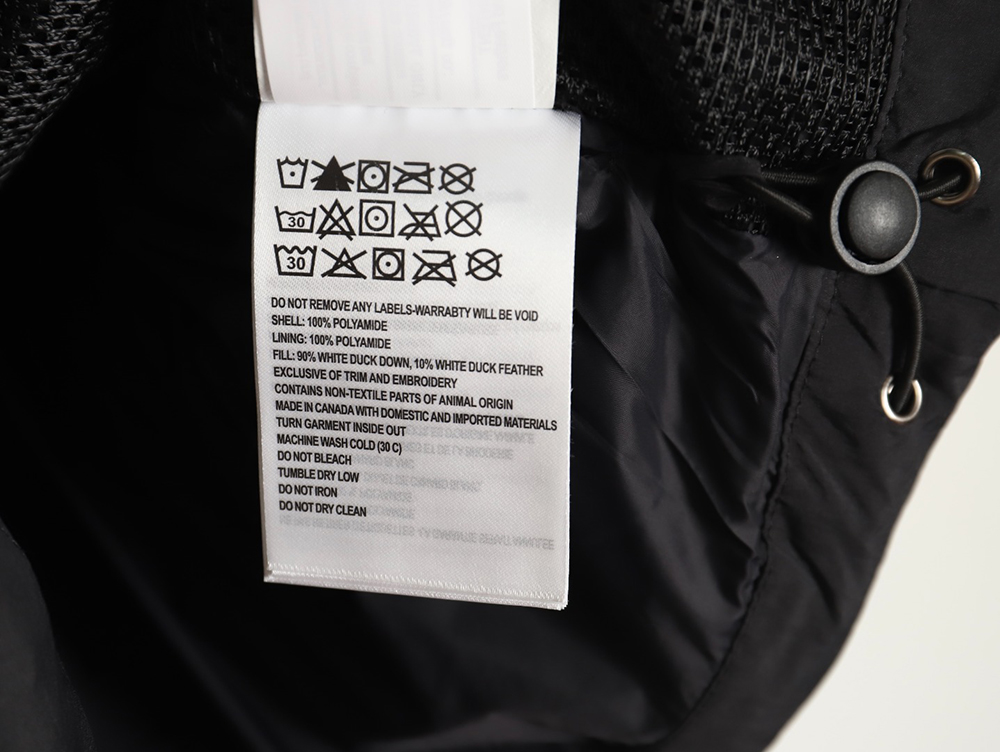 30
30
DO NOT REMOVE ANY LABELS-WARRABTY WILL BE VOID
SHELL: 100% POLYAMIDE
LINING: 100% POLYAMIDE
FILL: 90% WHITE DUCK DOWN, 10% WHITE DUCK FEATHER
EXCLUSIVE OF TRIM AND EMBROIDERY
CONTAINS NON-TEXTILE PARTS OF ANIMAL ORIGIN
MADE IN CANADA WITH DOMESTIC AND IMPORTED MATERIALS
TURN GARMENT INSIDE OUT
MACHINE WASH COLD (30 C)
DO NOT BLEACH
TUMBLE DRY LOW
DO NOT IRON
DO NOT DRY CLEAN